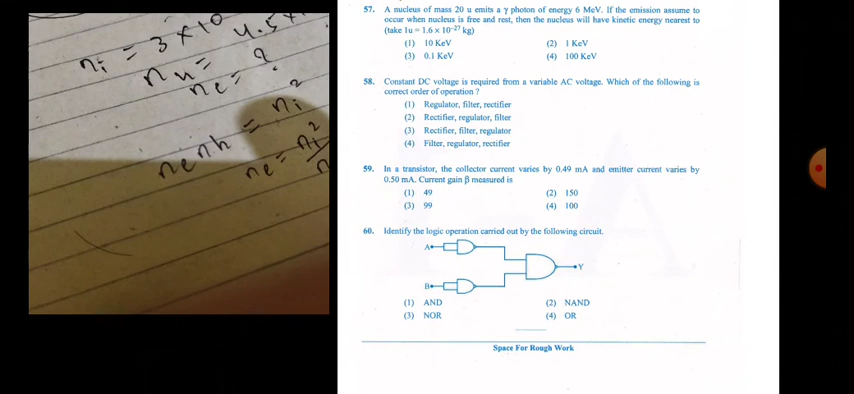 ni = 3 × 10
4.5 ×
nu =
ne = ?
ne nh = ni²
ne = ni²
57. A nucleus of mass 20 u emits a γ photon of energy 6 MeV. If the emission assume to
occur when nucleus is free and rest, then the nucleus will have kinetic energy nearest to
(take 1u = 1.6 × 10⁻²⁷ kg)
(1) 10 KeV (2) 1 KeV
(3) 0.1 KeV (4) 100 KeV
58. Constant DC voltage is required from a variable AC voltage. Which of the following is
correct order of operation ?
(1) Regulator, filter, rectifier
(2) Rectifier, regulator, filter
(3) Rectifier, filter, regulator
(4) Filter, regulator, rectifier
59. In a transistor, the collector current varies by 0.49 mA and emitter current varies by
0.50 mA. Current gain β measured is
(1) 49 (2) 150
(3) 99 (4) 100
60. Identify the logic operation carried out by the following circuit.
A
Y
B
(1) AND (2) NAND
(3) NOR (4) OR
Space For Rough Work